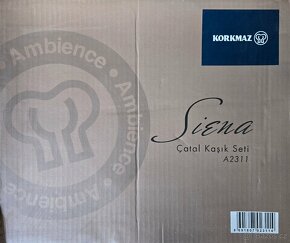 KORKMAZ
Ambience
Ambience
Siena
Çatal Kaşık Seti
A2311